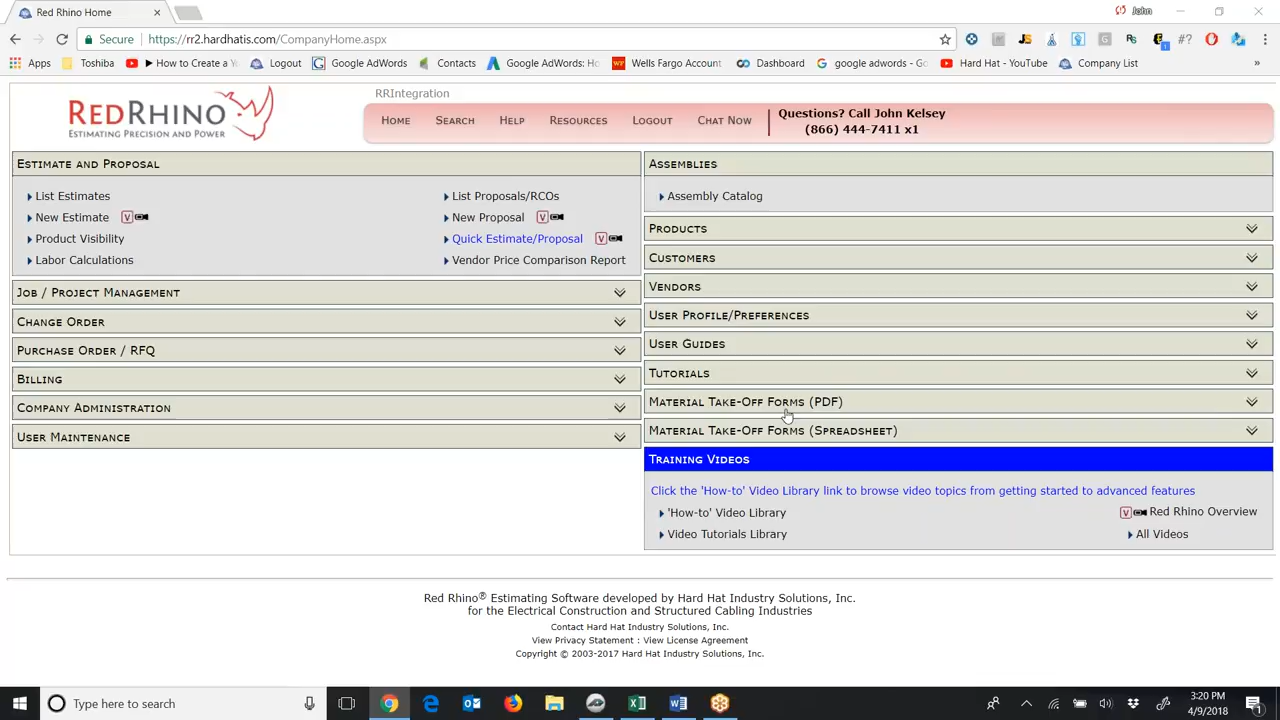 Red Rhino Home
John
Secure
https://rr2.hardhatis.com/CompanyHome.aspx
Apps
Toshiba
▶ How to Create a Y
Logout
Google AdWords
Contacts
Google AdWords: Ho
Wells Fargo Account
Dashboard
google adwords - Go
Hard Hat - YouTube
Company List
»
RRIntegration
REDRHINO
ESTIMATING PRECISION AND POWER
HOME
SEARCH
HELP
RESOURCES
LOGOUT
CHAT NOW
Questions? Call John Kelsey
(866) 444-7411 x1
ESTIMATE AND PROPOSAL
List Estimates
List Proposals/RCOs
New Estimate V
New Proposal V
Product Visibility
Quick Estimate/Proposal V
Labor Calculations
Vendor Price Comparison Report
JOB / PROJECT MANAGEMENT
CHANGE ORDER
PURCHASE ORDER / RFQ
BILLING
COMPANY ADMINISTRATION
USER MAINTENANCE
ASSEMBLIES
Assembly Catalog
PRODUCTS
CUSTOMERS
VENDORS
USER PROFILE/PREFERENCES
USER GUIDES
TUTORIALS
MATERIAL TAKE-OFF FORMS (PDF)
MATERIAL TAKE-OFF FORMS (SPREADSHEET)
TRAINING VIDEOS
Click the 'How-to' Video Library link to browse video topics from getting started to advanced features
'How-to' Video Library
V Red Rhino Overview
Video Tutorials Library
All Videos
Red Rhino® Estimating Software developed by Hard Hat Industry Solutions, Inc.
for the Electrical Construction and Structured Cabling Industries
Contact Hard Hat Industry Solutions, Inc.
View Privacy Statement : View License Agreement
Copyright © 2003-2017 Hard Hat Industry Solutions, Inc.
Type here to search
3:20 PM
4/9/2018